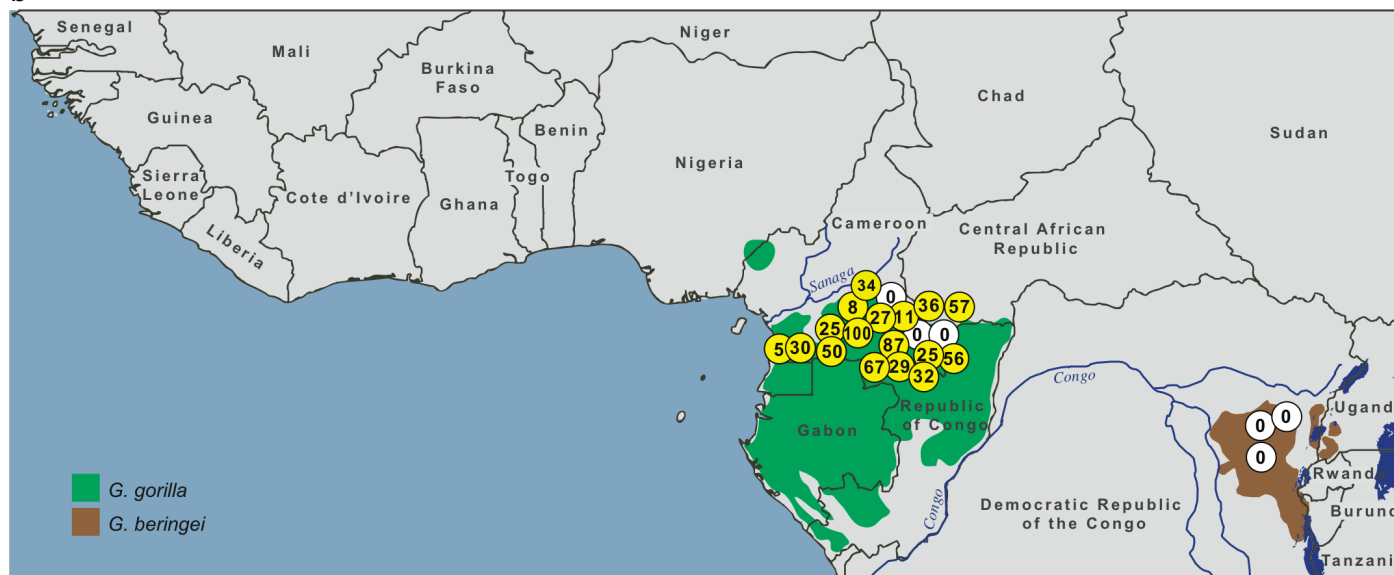 Senegal
Mali
Niger
Burkina
Faso
Chad
Guinea
Benin
Sudan
Nigeria
Sierra
Leone
Togo
Cote d'Ivoire
Ghana
Liberia
Cameroon
Central African
Republic
Sanaga
34
0
8
36
57
27
11
25
100
0
0
5
30
50
87
25
56
67
29
32
Congo
Republic
of Congo
Gabon
Ugand
0
0
0
Rwanda
G. gorilla
G. beringei
Congo
Democratic Republic
of the Congo
Burund
Tanzani